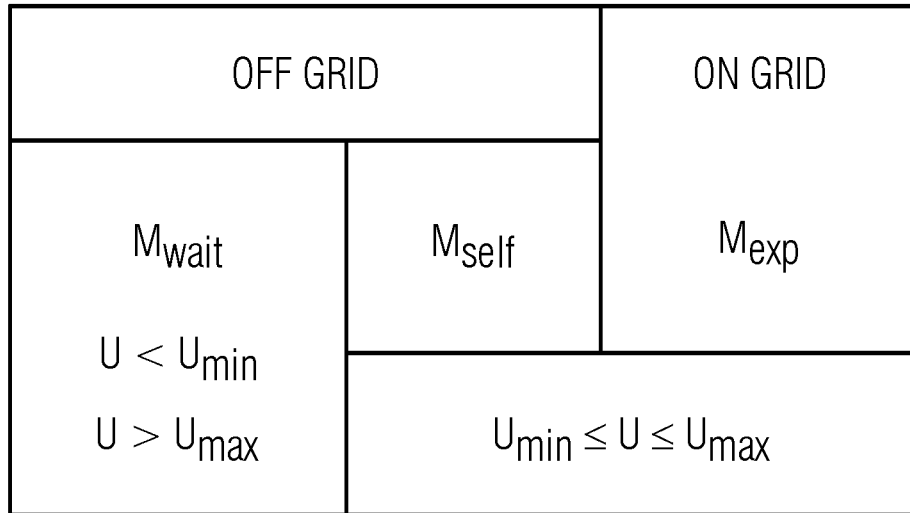 OFF GRID
ON GRID
Mwait
Mself
Mexp
U < Umin
U > Umax
Umin ≤ U ≤ Umax